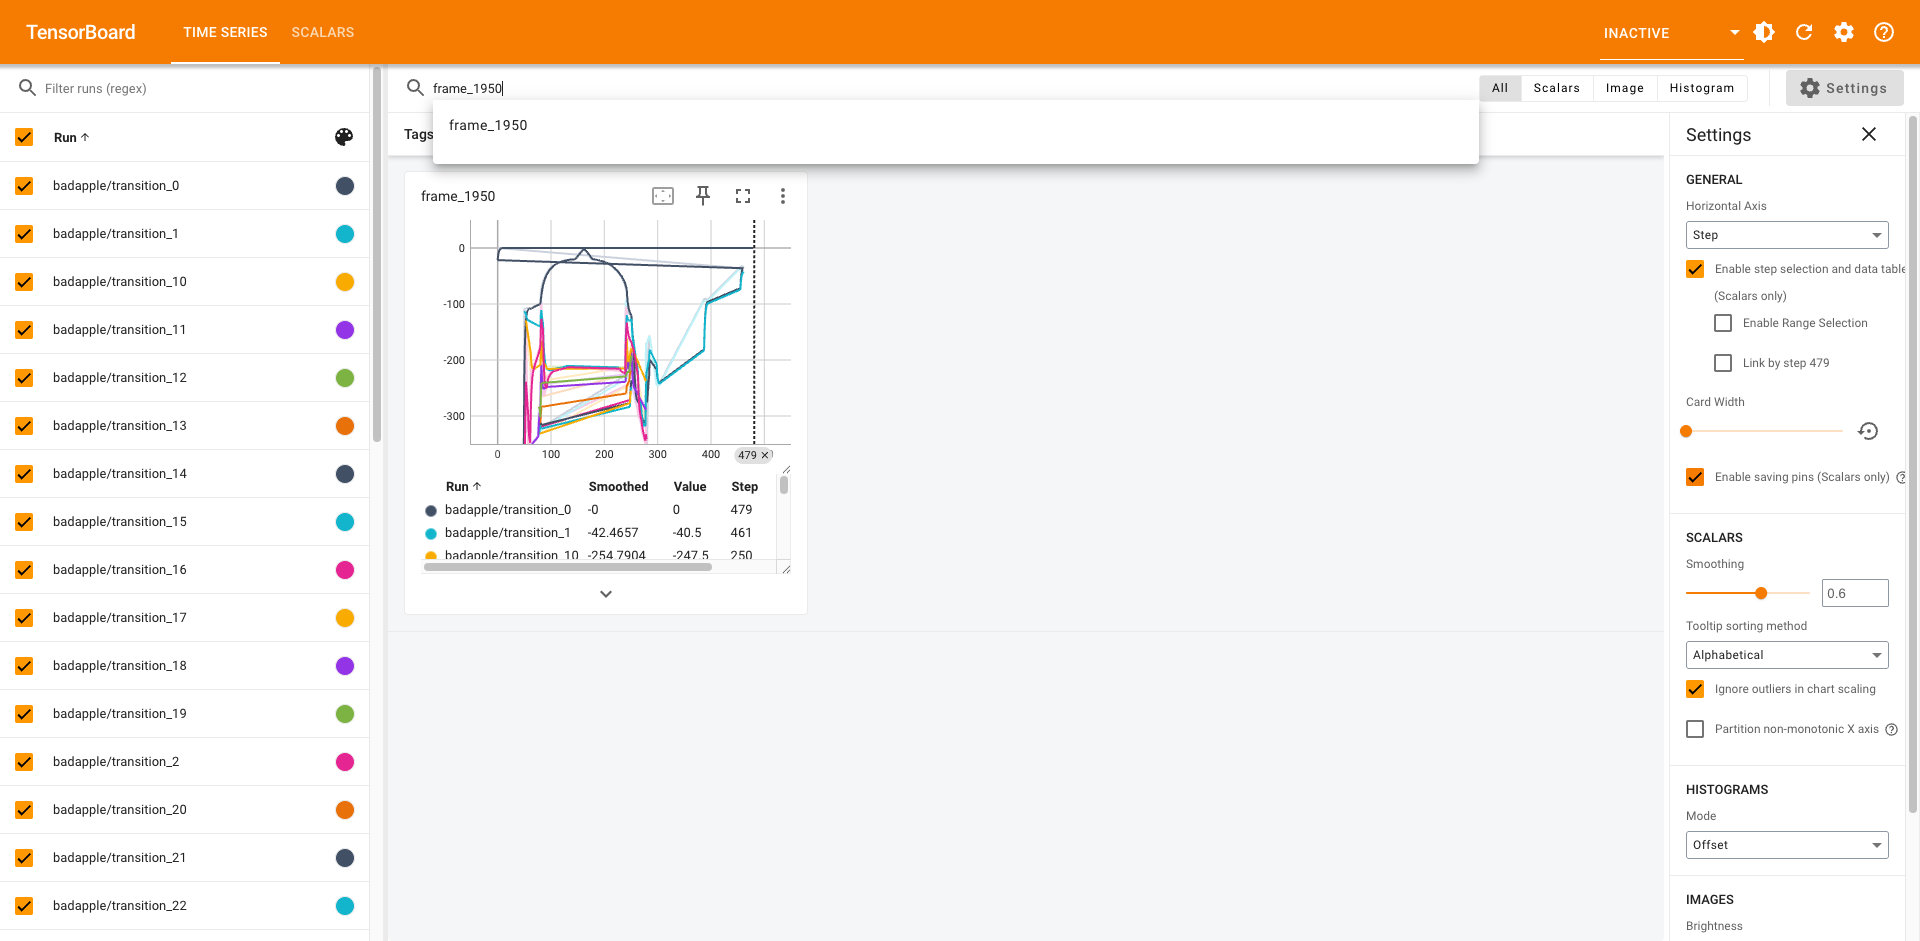 TensorBoard
TIME SERIES
SCALARS
INACTIVE
Filter runs (regex)
Run
badapple/transition_0
badapple/transition_1
badapple/transition_10
badapple/transition_11
badapple/transition_12
badapple/transition_13
badapple/transition_14
badapple/transition_15
badapple/transition_16
badapple/transition_17
badapple/transition_18
badapple/transition_19
badapple/transition_2
badapple/transition_20
badapple/transition_21
badapple/transition_22
frame_1950
frame_1950
Tags
All
Scalars
Image
Histogram
Settings
frame_1950
0
-100
-200
-300
0
100
200
300
400
479
Run Smoothed Value Step
badapple/transition_0 -0 0 479
badapple/transition_1 -42.4657 -40.5 461
badapple/transition_10 -254.7904 -247.5 250
Settings
GENERAL
Horizontal Axis
Step
Enable step selection and data table
(Scalars only)
Enable Range Selection
Link by step 479
Card Width
Enable saving pins (Scalars only)
SCALARS
Smoothing
0.6
Tooltip sorting method
Alphabetical
Ignore outliers in chart scaling
Partition non-monotonic X axis
HISTOGRAMS
Mode
Offset
IMAGES
Brightness